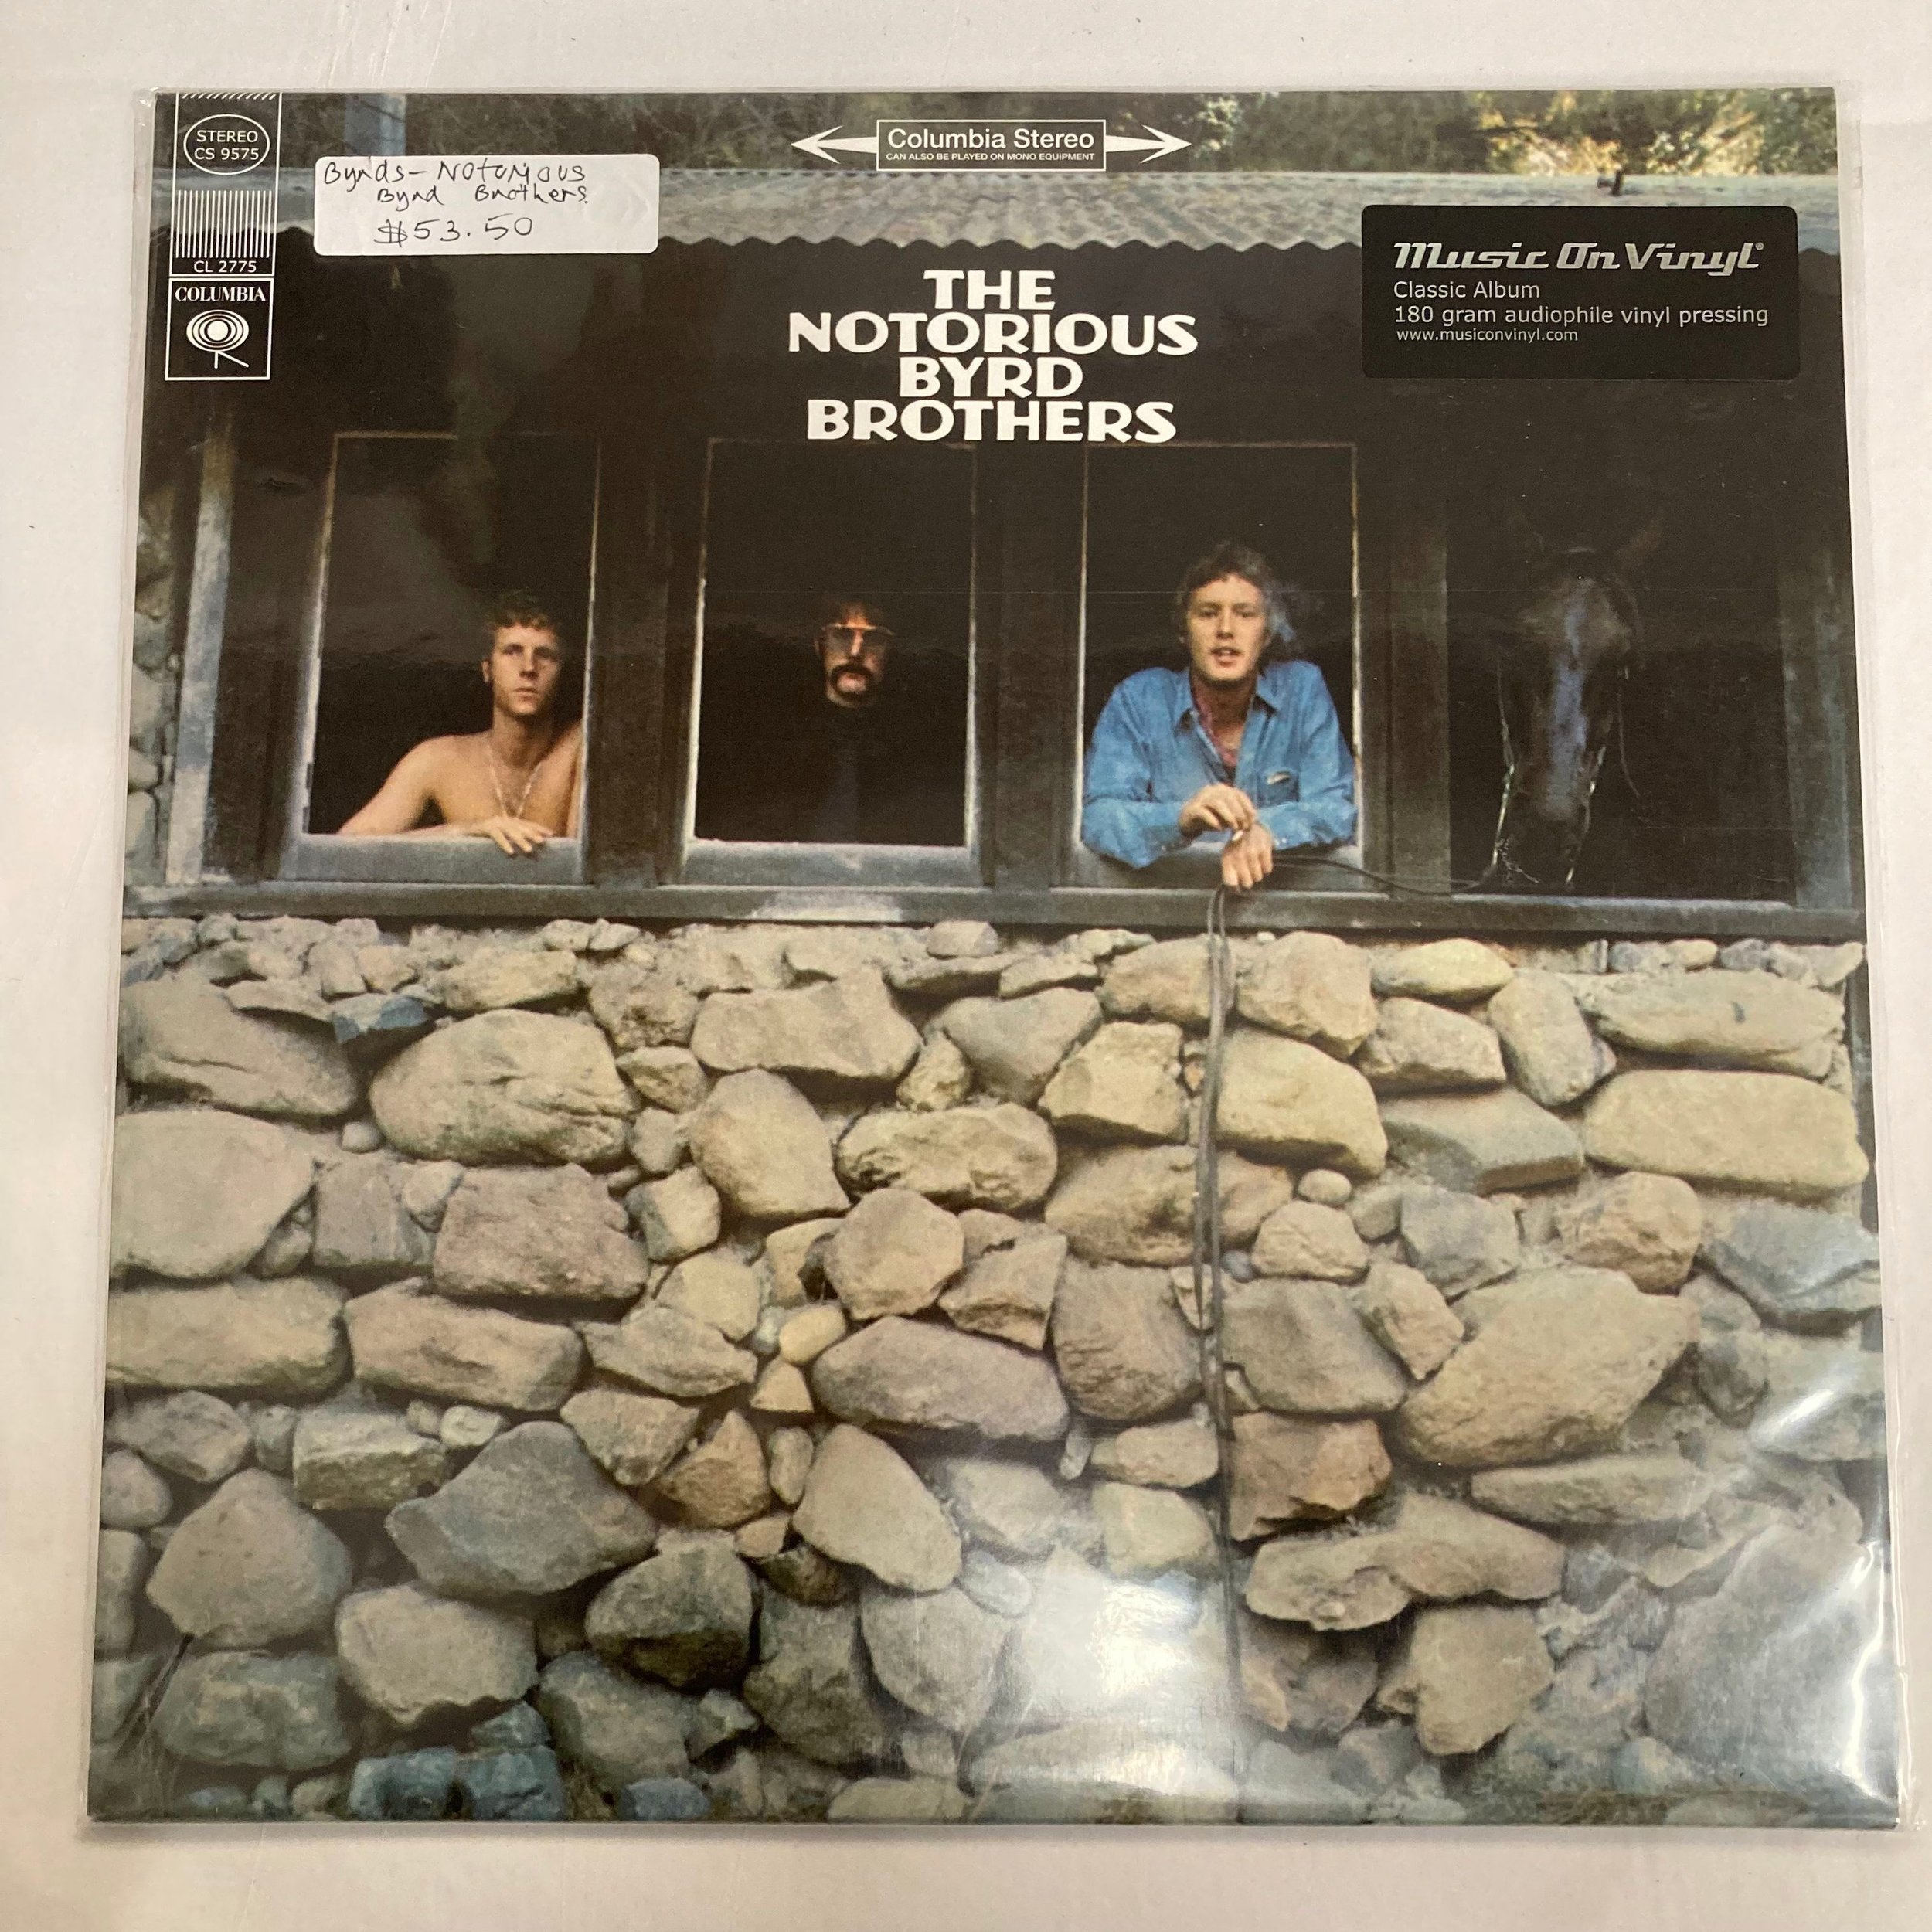 STEREO
CS 9575
CL 2775
COLUMBIA
Byrds - Notorious
Byrd Brothers.
$53.50
Columbia Stereo
CAN ALSO BE PLAYED ON MONO EQUIPMENT
THE
NOTORIOUS
BYRD
BROTHERS
Music On Vinyl®
Classic Album
180 gram audiophile vinyl pressing
www.musiconvinyl.com